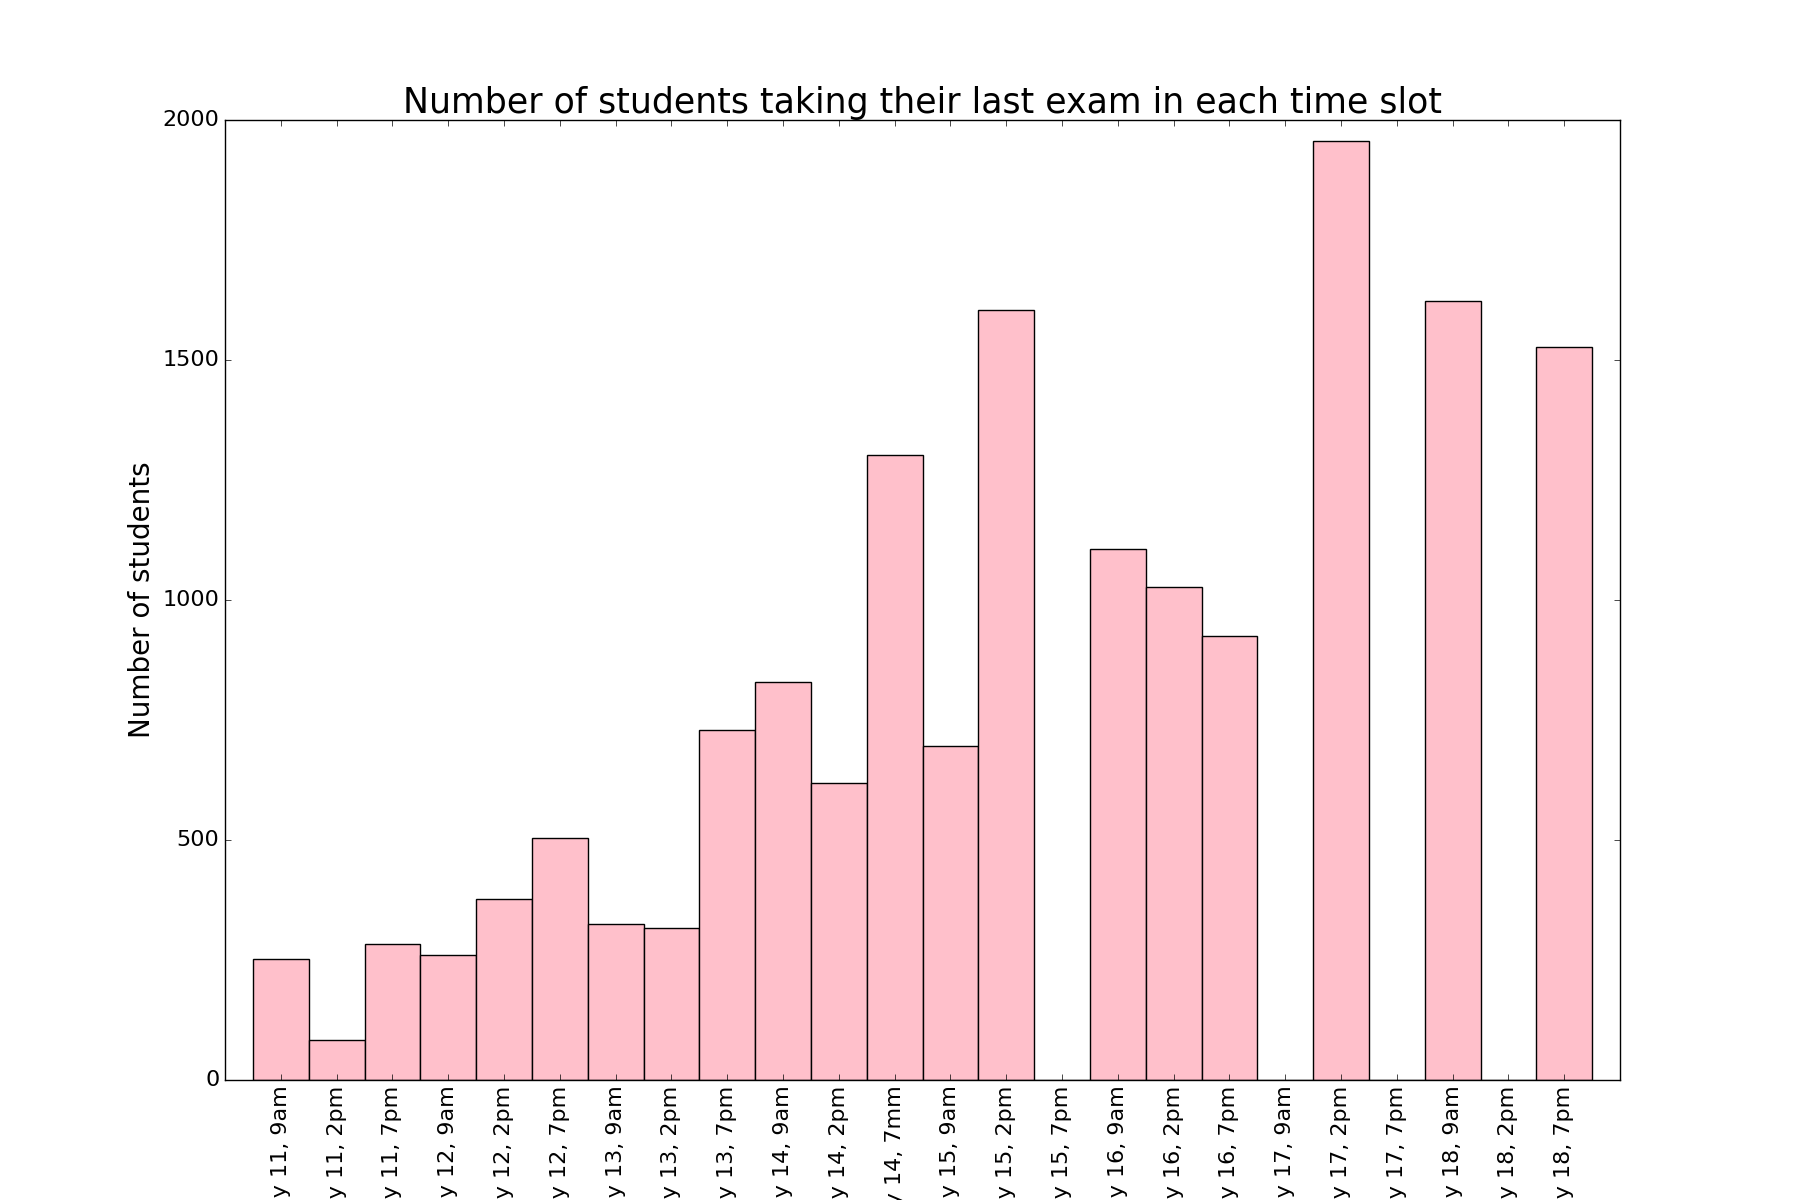 Number of students taking their last exam in each time slot
Number of students
2000
1500
1000
500
0
y 11, 9am
y 11, 2pm
y 11, 7pm
y 12, 9am
y 12, 2pm
y 12, 7pm
y 13, 9am
y 13, 2pm
y 13, 7pm
y 14, 9am
y 14, 2pm
y 14, 7mm
y 15, 9am
y 15, 2pm
y 15, 7pm
y 16, 9am
y 16, 2pm
y 16, 7pm
y 17, 9am
y 17, 2pm
y 17, 7pm
y 18, 9am
y 18, 2pm
y 18, 7pm